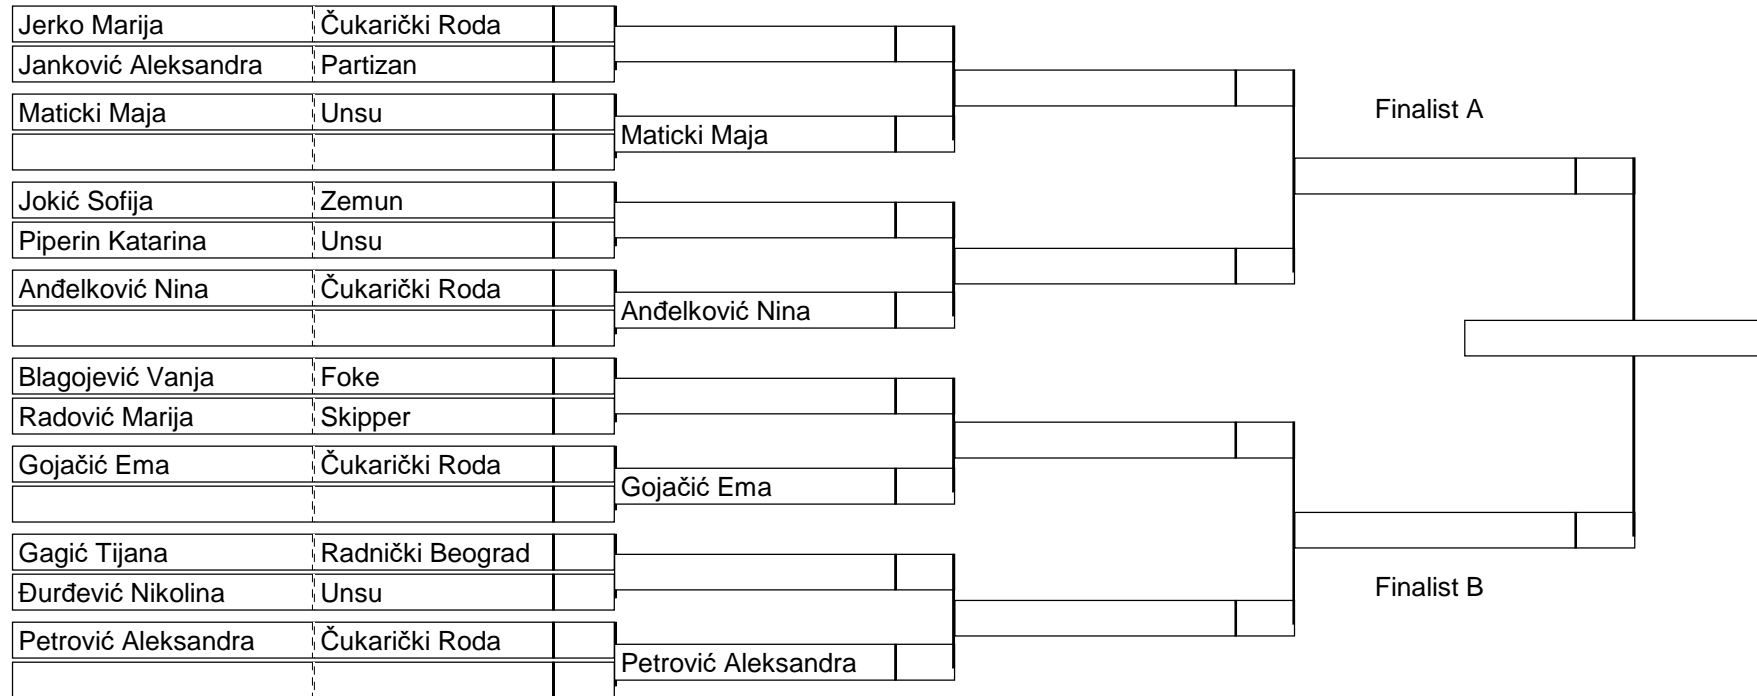 Jerko Marija Čukarički Roda
Janković Aleksandra Partizan
Maticki Maja Unsu
Maticki Maja
Jokić Sofija Zemun
Piperin Katarina Unsu
Anđelković Nina Čukarički Roda
Anđelković Nina
Blagojević Vanja Foke
Radović Marija Skipper
Gojačić Ema Čukarički Roda
Gojačić Ema
Gagić Tijana Radnički Beograd
Đurđević Nikolina Unsu
Petrović Aleksandra Čukarički Roda
Petrović Aleksandra
Finalist A
Finalist B